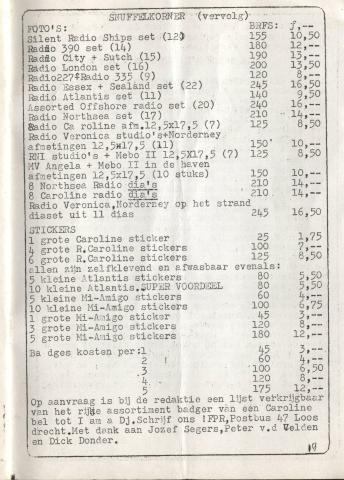 SNUFFELKORNER (vervolg)
FOTO'S: BRFS: ƒ,--
Silent Radio Ships set (12) 155 10,50
Radio 390 set (14) 180 12,--
Radio City + Sutch (15) 190 13,--
Radio London set (16) 200 13,50
Radio227+Radio 335 (9) 120 8,--
Radio Essex + Sealand set (22) 245 16,50
Radio Atlantis set (11) 140 9,50
Assorted Offshore radio set (20) 240 16,--
Radio Northsea set (17) 210 14,--
Radio Ca roline afm.12,5x17,5 (7) 125 8,50
Radio Veronica studio's+Norderney
afmetingen 12,5x17,5 (11) 150 10,--
RNI studio's + Mebo II 12,5X17,5 (7) 125 8,50
MV Angela + Mebo II in de haven
afmetingen 12,5x17,5 (10 stuks) 150 10,--
8 Northsea Radio dia's 210 14,--
8 Caroline radio dia's 210 14,--
Radio Veronica,Norderney op het strand
diaset uit 11 dias 245 16,50
STICKERS
1 grote Caroline sticker 25 1,75
4 grote R.Caroline stickers 100 7,--
6 grote R.Caroline stickers 125 8,50
allen zijn zelfklevend en afwasbaar evenals:
5 kleine Atlantis stickers 80 5,50
10 kleine Atlantis.SUPER VOORDEEL 80 5,50
5 kleine Mi-Amigo stickers 60 4,--
10 kleine Mi-Amigo stickers 100 6,75
1 grote Mi-Amigo sticker 45 3,--
3 grote Mi-Amigo stickers 120 8,--
5 grote Mi-Amigo stickers 180 12,--
Ba dges kosten per:1 45 3,--
2 60 4,--
3 100 6,50
4 120 8,--
5 175 12,--
Op aanvraag is bij de redaktie een lijst verkrijgbaar
van het rijke assortiment badger van een Caroline
bel tot I am a Dj.Schrijf ons !FPR,Postbus 47 Loos
drecht.Met dank aan Jozef Segers,Peter v.d Velden
en Dick Donder.
19